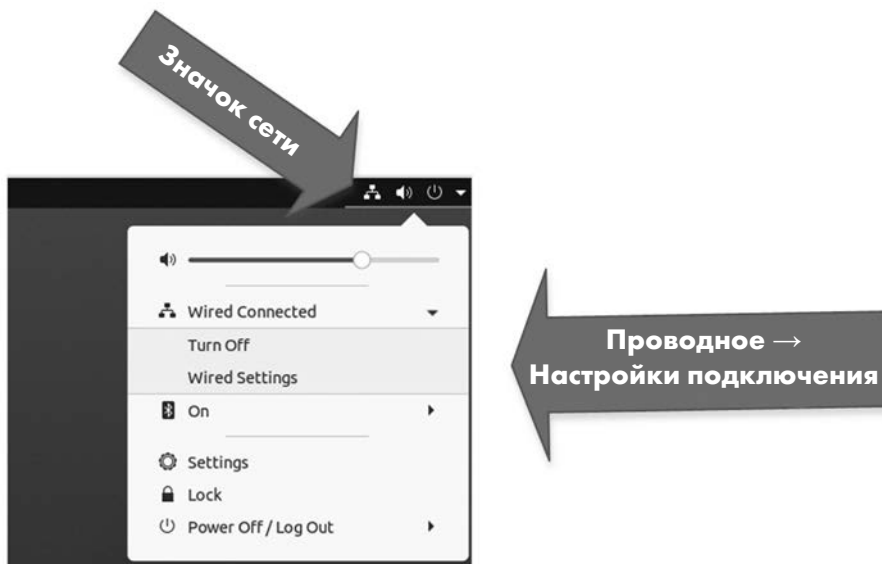 Значок сети
Wired Connected
Turn Off
Wired Settings
Проводное →
Настройки подключения
On
Settings
Lock
Power Off / Log Out